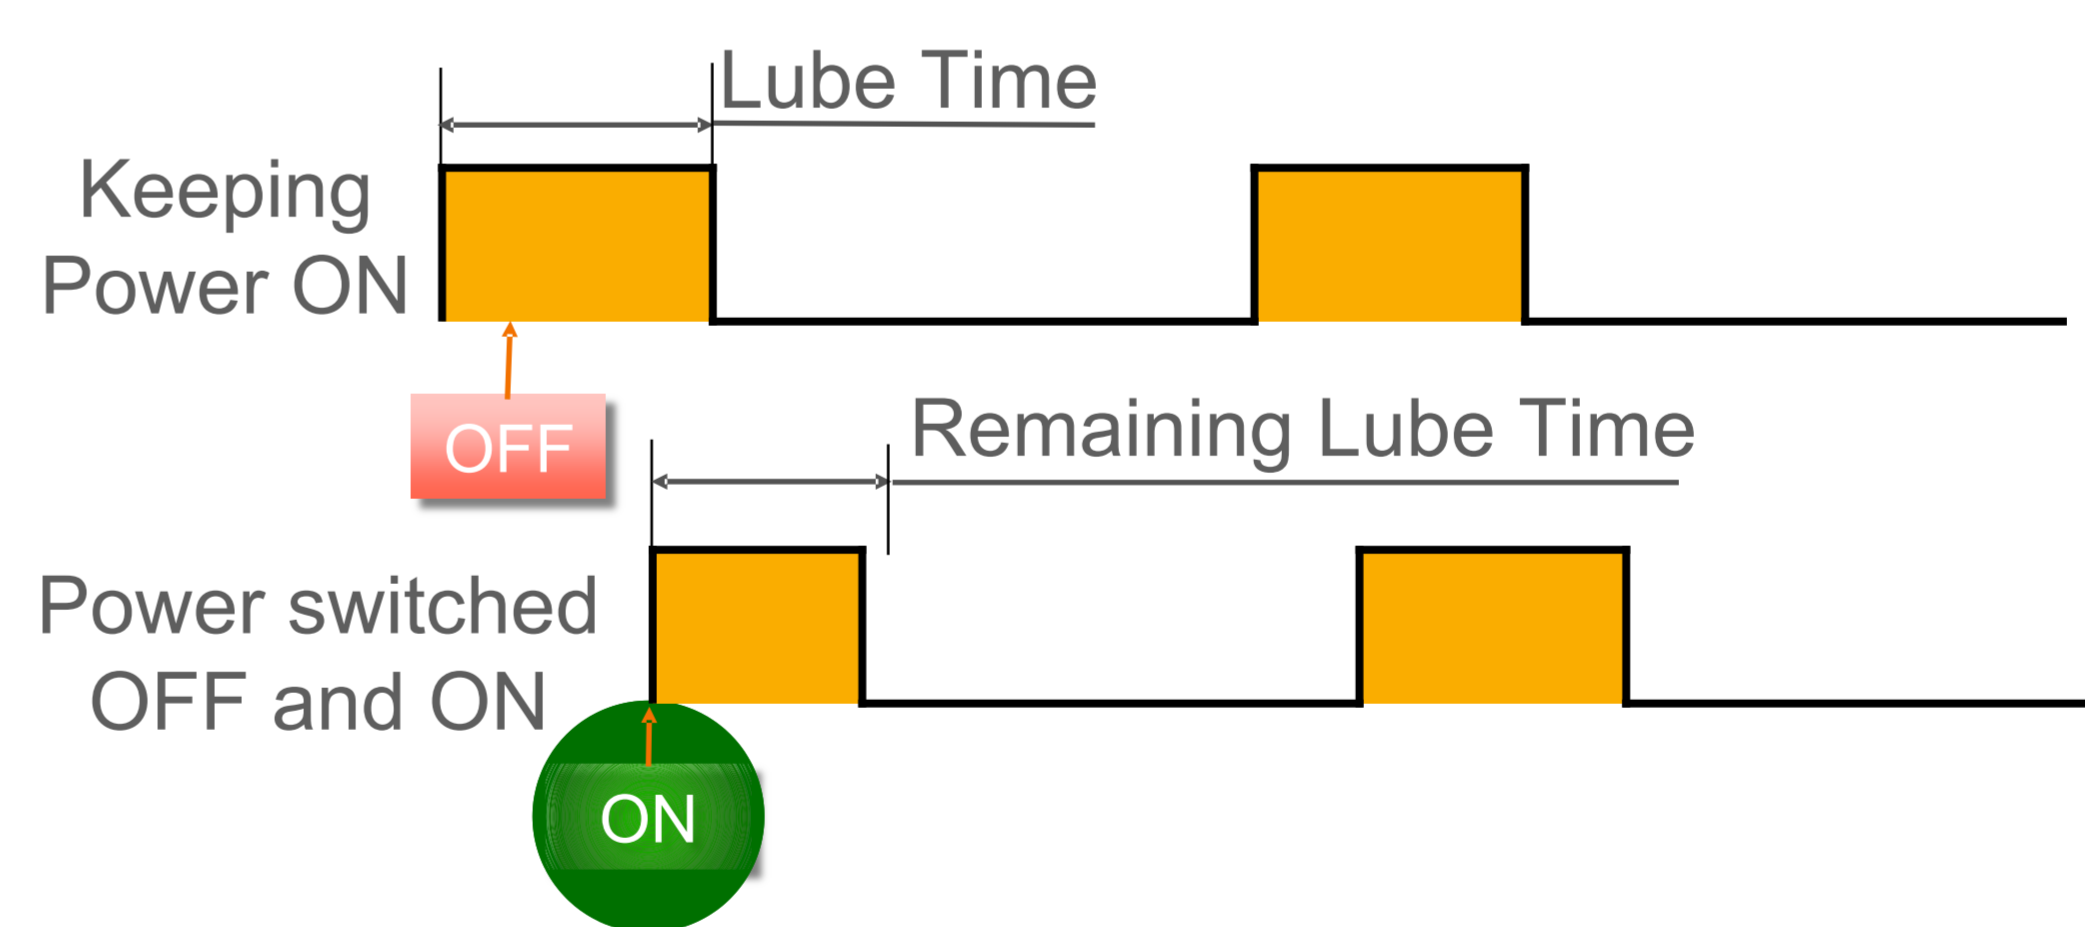 Lube Time
Keeping
Power ON
OFF
Remaining Lube Time
Power switched
OFF and ON
ON